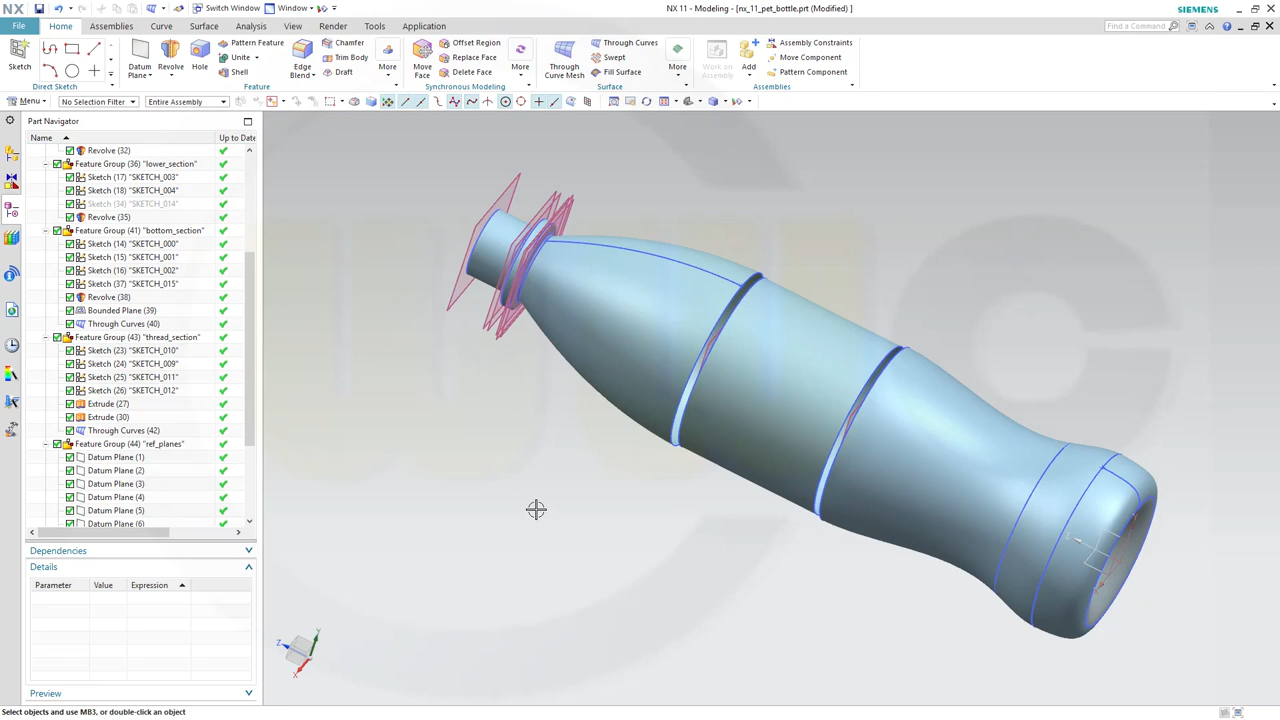 NX
Switch Window
Window
NX 11 - Modeling - [nx_11_pet_bottle.prt (Modified) ]
SIEMENS
File
Home
Assemblies
Curve
Surface
Analysis
View
Render
Tools
Application
Find a Command
Sketch
Direct Sketch
Datum Plane
Revolve
Hole
Pattern Feature
Unite
Shell
Edge Blend
Chamfer
Trim Body
Draft
More
Feature
Move Face
Offset Region
Replace Face
Delete Face
More
Synchronous Modeling
Through Curve Mesh
Through Curves
Swept
Fill Surface
More
Surface
Work on Assembly
Add
Assembly Constraints
Move Component
Pattern Component
Assemblies
Menu
No Selection Filter
Entire Assembly
Part Navigator
Name
Up to Date
Revolve (32)
Feature Group (36) "lower_section"
Sketch (17) "SKETCH_003"
Sketch (18) "SKETCH_004"
Sketch (34) "SKETCH_014"
Revolve (35)
Feature Group (41) "bottom_section"
Sketch (14) "SKETCH_000"
Sketch (15) "SKETCH_001"
Sketch (16) "SKETCH_002"
Sketch (37) "SKETCH_015"
Revolve (38)
Bounded Plane (39)
Through Curves (40)
Feature Group (43) "thread_section"
Sketch (23) "SKETCH_010"
Sketch (24) "SKETCH_009"
Sketch (25) "SKETCH_011"
Sketch (26) "SKETCH_012"
Extrude (27)
Extrude (30)
Through Curves (42)
Feature Group (44) "ref_planes"
Datum Plane (1)
Datum Plane (2)
Datum Plane (3)
Datum Plane (4)
Datum Plane (5)
Datum Plane (6)
Dependencies
Details
Parameter
Value
Expression
Preview
Z
Y
X
Select objects and use MB3, or double-click an object